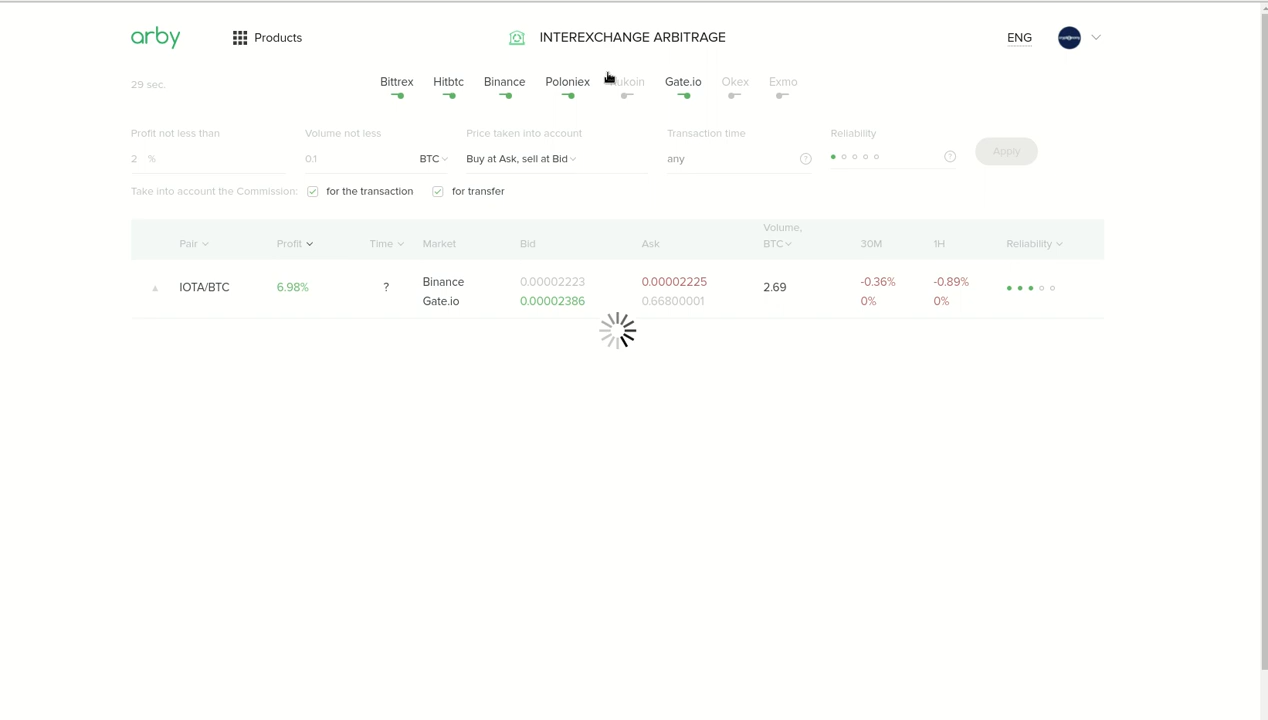 arby
Products
INTEREXCHANGE ARBITRAGE
ENG
29 sec.
Bittrex Hitbtc Binance Poloniex Gate.io Okex Exmo
Profit not less than Volume not less Price taken into account Transaction time Reliability
2 % 0.1 BTC Buy at Ask, sell at Bid any ? ? Apply
Take into account the Commission: for the transaction for transfer
Pair Profit Time Market Bid Ask Volume, BTC 30M 1H Reliability
IOTA/BTC 6.98% ? Binance 0.00002223 0.00002225 2.69 -0.36% -0.89%
Gate.io 0.00002386 0.66800001 0% 0%